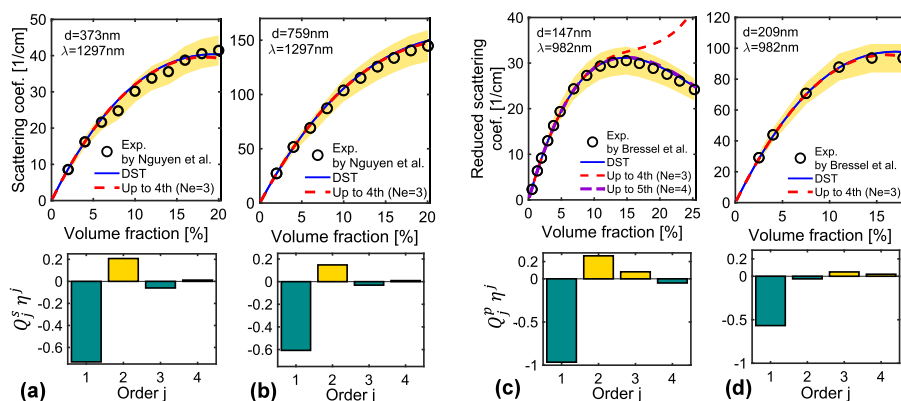 d=373nm
λ=1297nm
Scattering coef. [1/cm]
60
40
20
0
Exp.
by Nguyen et al.
DST
Up to 4th (Ne=3)
0 5 10 15 20
Volume fraction [%]
d=759nm
λ=1297nm
150
100
50
0
Exp.
by Nguyen et al.
DST
Up to 4th (Ne=3)
0 5 10 15 20
Volume fraction [%]
Reduced scattering
coef. [1/cm]
d=147nm
λ=982nm
40
30
20
10
0
Exp.
by Bressel et al.
DST
Up to 4th (Ne=3)
Up to 5th (Ne=4)
0 5 10 15 20 25
Volume fraction [%]
d=209nm
λ=982nm
120
100
80
60
40
20
0
Exp.
by Bressel et al.
DST
Up to 4th (Ne=3)
0 5 10 15
Volume fraction [%]
Q_j^s η^j
0.2
0
-0.2
-0.4
-0.6
1 2 3 4
(a) Order j
0.2
0
-0.2
-0.4
-0.6
1 2 3 4
(b) Order j
Q_j^p η^j
0.2
0
-0.5
-1
1 2 3 4
(c) Order j
0.2
0
-0.5
-1
1 2 3 4
(d) Order j